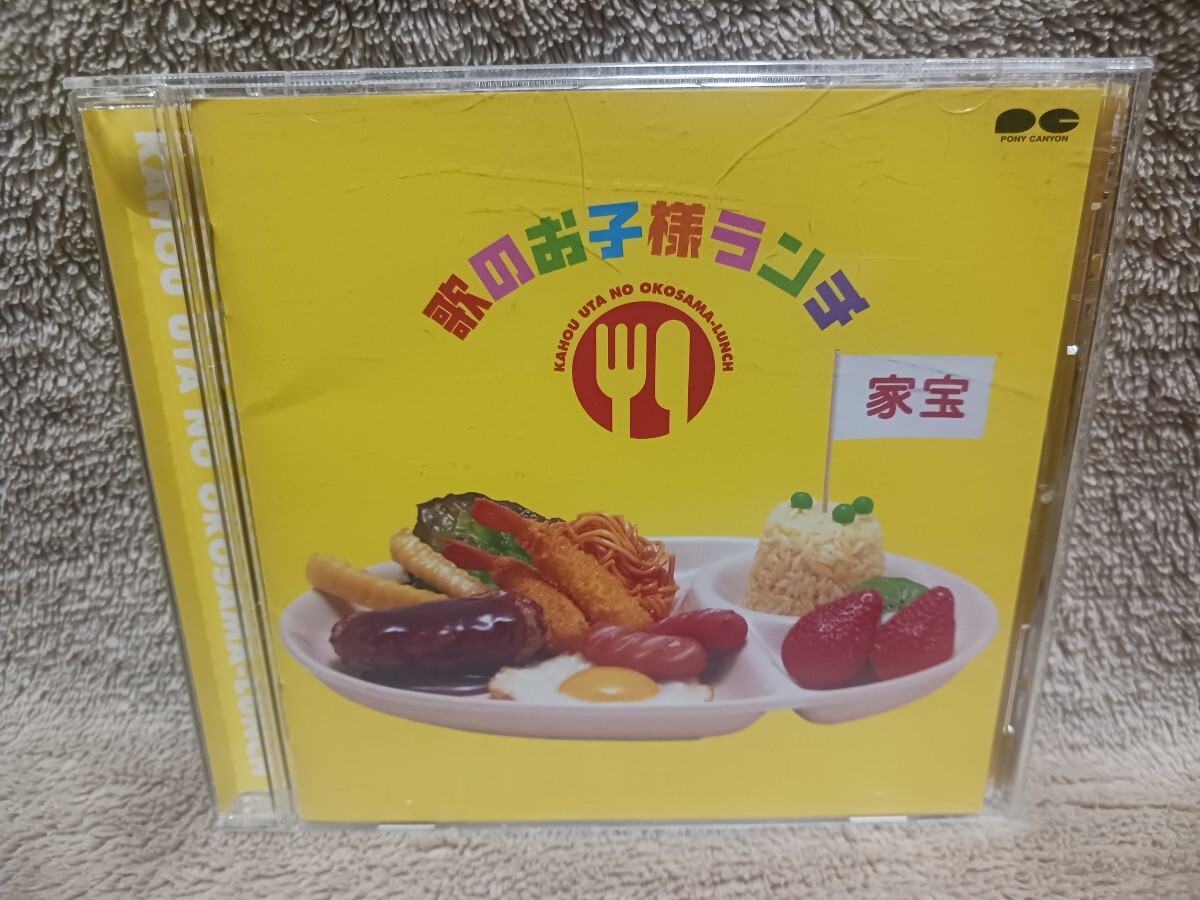 PONY CANYON
歌のお子様ランチ
KAHOU UTA NO OKOSAMA-LUNCH
家宝
KAHOU UTA NO OKOSAMA-LUNCH